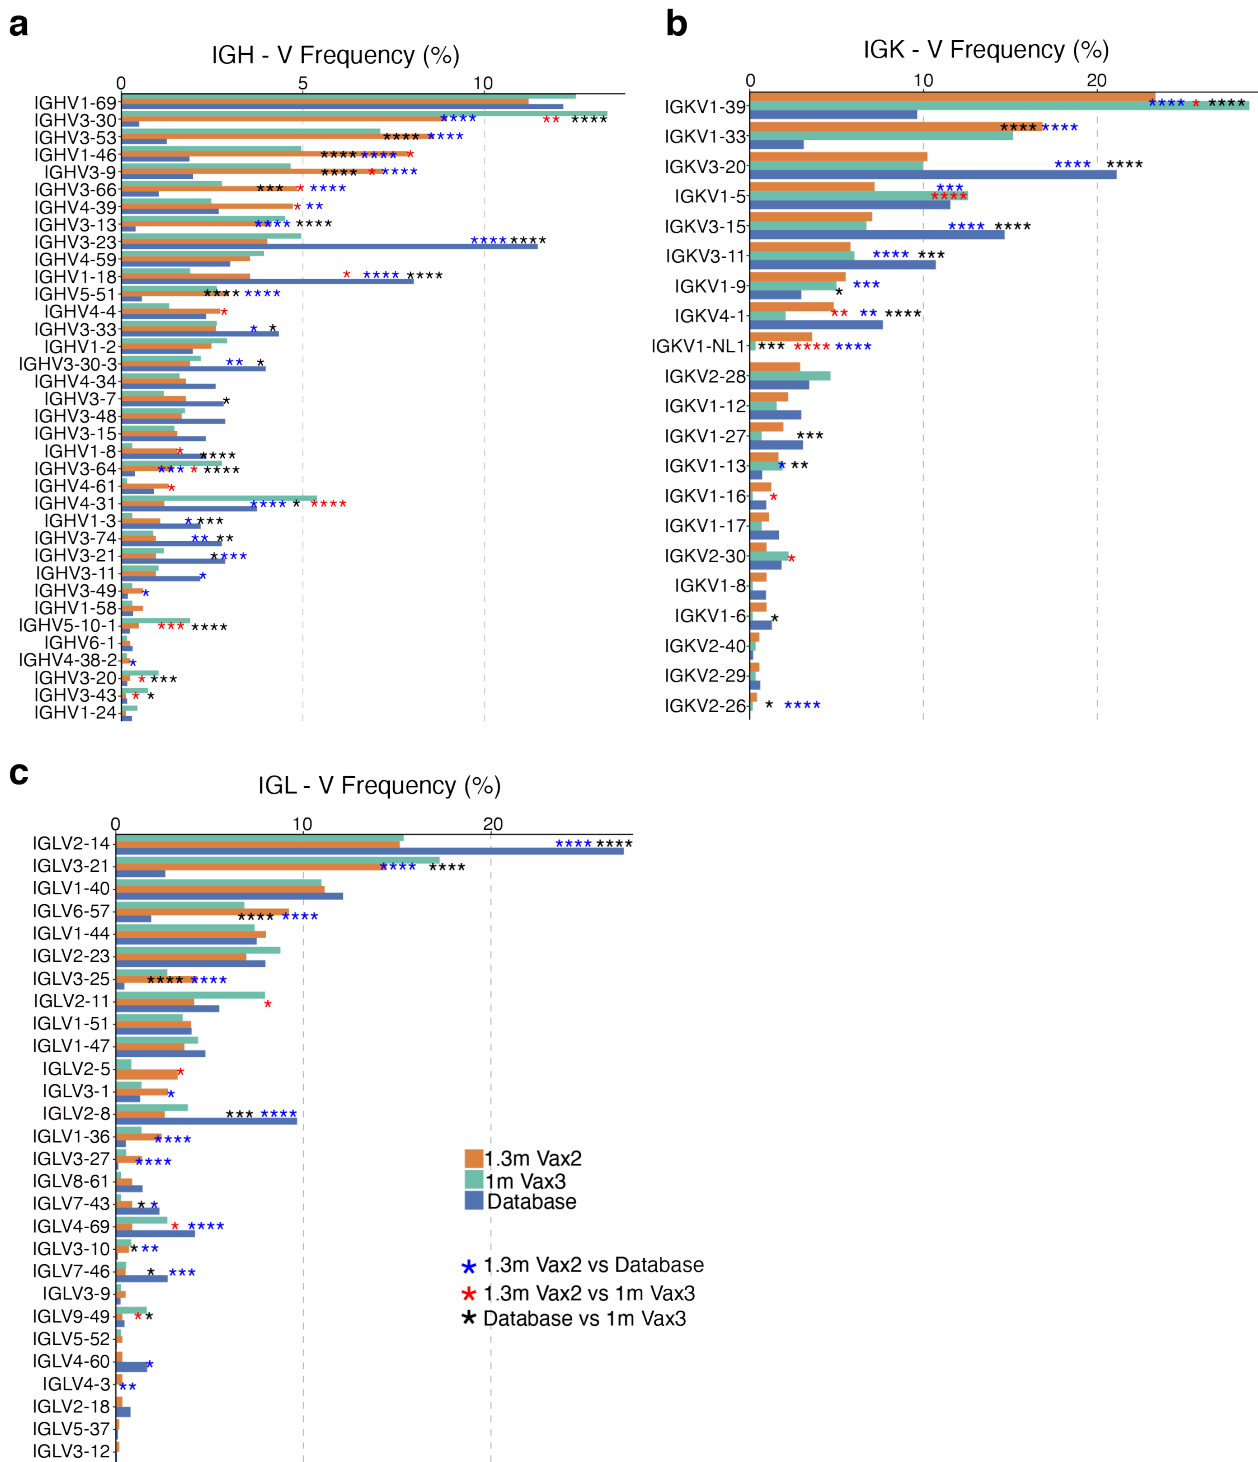 a
IGH - V Frequency (%)
0 5 10
IGHV1-69
IGHV3-30 **** ** ****
IGHV3-53 **** ****
IGHV1-46 **** **** *
IGHV3-9 **** * ****
IGHV3-66 *** * ****
IGHV4-39 * **
IGHV3-13 **** ****
IGHV3-23 **** ****
IGHV4-59
IGHV1-18 * **** ****
IGHV5-51 **** ****
IGHV4-4 *
IGHV3-33 * *
IGHV1-2
IGHV3-30-3 ** *
IGHV4-34
IGHV3-7 *
IGHV3-48
IGHV3-15
IGHV1-8 * ****
IGHV3-64 *** * ****
IGHV4-61 *
IGHV4-31 **** * ****
IGHV1-3 * ***
IGHV3-74 ** **
IGHV3-21 * ***
IGHV3-11 *
IGHV3-49 *
IGHV1-58
IGHV5-10-1 *** ****
IGHV6-1
IGHV4-38-2 *
IGHV3-20 * ***
IGHV3-43 * *
IGHV1-24
b
IGK - V Frequency (%)
0 10 20
IGKV1-39 **** * ****
IGKV1-33 **** ****
IGKV3-20 **** ****
IGKV1-5 *** ****
IGKV3-15 **** ****
IGKV3-11 **** ***
IGKV1-9 *** *
IGKV4-1 ** ** ****
IGKV1-NL1 *** **** ****
IGKV2-28
IGKV1-12
IGKV1-27 ***
IGKV1-13 * **
IGKV1-16 *
IGKV1-17
IGKV2-30 *
IGKV1-8
IGKV1-6 *
IGKV2-40
IGKV2-29
IGKV2-26 * ****
c
IGL - V Frequency (%)
0 10 20
IGLV2-14 **** ****
IGLV3-21 **** ****
IGLV1-40
IGLV6-57 **** ****
IGLV1-44
IGLV2-23
IGLV3-25 **** ****
IGLV2-11 *
IGLV1-51
IGLV1-47
IGLV2-5 *
IGLV3-1 *
IGLV2-8 *** ****
IGLV1-36 ****
IGLV3-27 ****
IGLV8-61
IGLV7-43 * *
IGLV4-69 * ****
IGLV3-10 * **
IGLV7-46 * ***
IGLV3-9
IGLV9-49 * *
IGLV5-52
IGLV4-60 *
IGLV4-3 **
IGLV2-18
IGLV5-37
IGLV3-12
1.3m Vax2
1m Vax3
Database
* 1.3m Vax2 vs Database
* 1.3m Vax2 vs 1m Vax3
* Database vs 1m Vax3